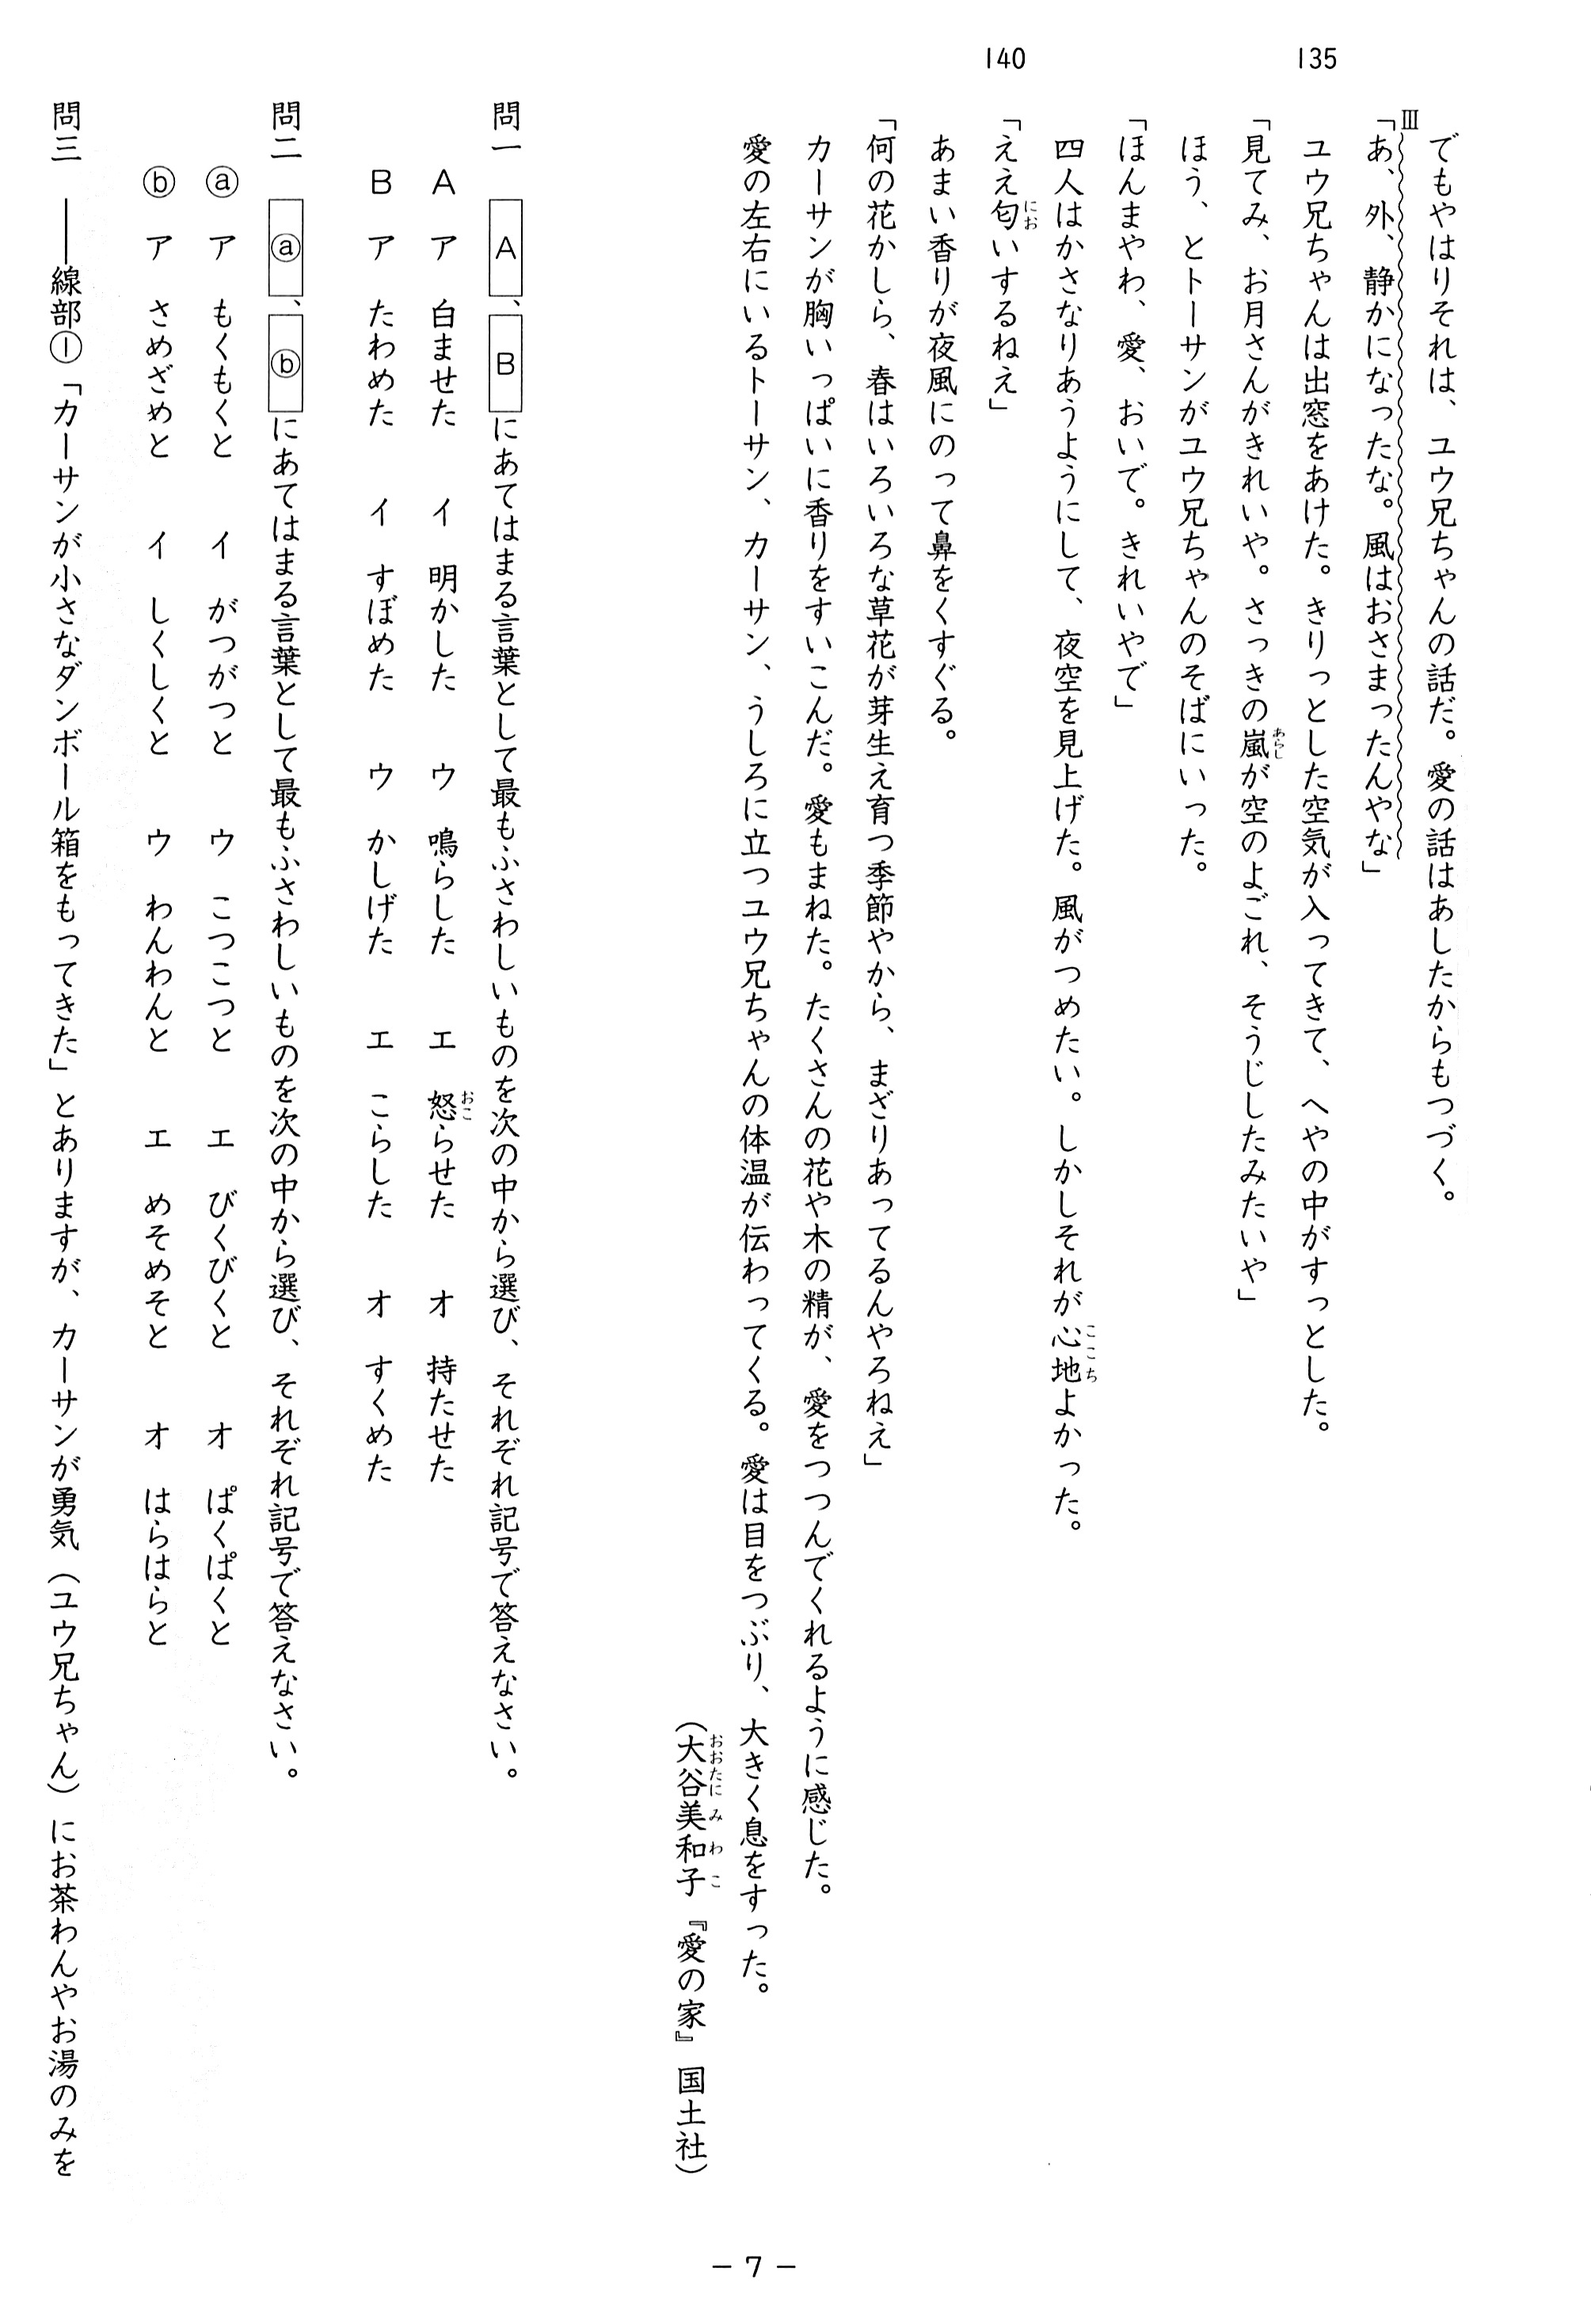 でもやはりそれは、ユウ兄ちゃんの話だ。愛の話はあしたからもつづく。
Ⅲ「あ、外、静かになったな。風はおさまったんやな」
135
ユウ兄ちゃんは出窓をあけた。きりっとした空気が入ってきて、へやの中がすっとした。
「見てみ、お月さんがきれいや。さっきの嵐が空のよごれ、そうじしたみたいや」
あらし
ほう、とトーサンがユウ兄ちゃんのそばにいった。
「ほんまやわ、愛、おいで。きれいやで」
四人はかさなりあうようにして、夜空を見上げた。風がつめたい。しかしそれが心地よかった。
ここち
140
「ええ匂いするねえ」
にお
あまい香りが夜風にのって鼻をくすぐる。
「何の花かしら、春はいろいろな草花が芽生え育つ季節やから、まざりあってるんやろねえ」
カーサンが胸いっぱいに香りをすいこんだ。愛もまねた。たくさんの花や木の精が、愛をつつんでくれるように感じた。
愛の左右にいるトーサン、カーサン、うしろに立つユウ兄ちゃんの体温が伝わってくる。愛は目をつぶり、大きく息をすった。
（大谷美和子『愛の家』国土社）
おおたに み わ こ
問一 A、Bにあてはまる言葉として最もふさわしいものを次の中から選び、それぞれ記号で答えなさい。
A ア 白ませた イ 明かした ウ 鳴らした エ 怒らせた オ 持たせた
おこ
B ア たわめた イ すぼめた ウ かしげた エ こらした オ すくめた
問二 ⓐ、ⓑにあてはまる言葉として最もふさわしいものを次の中から選び、それぞれ記号で答えなさい。
ⓐ ア もくもくと イ がつがつと ウ こつこつと エ びくびくと オ ぱくぱくと
ⓑ ア さめざめと イ しくしくと ウ わんわんと エ めそめそと オ はらはらと
問三 ――線部①「カーサンが小さなダンボール箱をもってきた」とありますが、カーサンが勇気（ユウ兄ちゃん）にお茶わんやお湯のみを
－7－